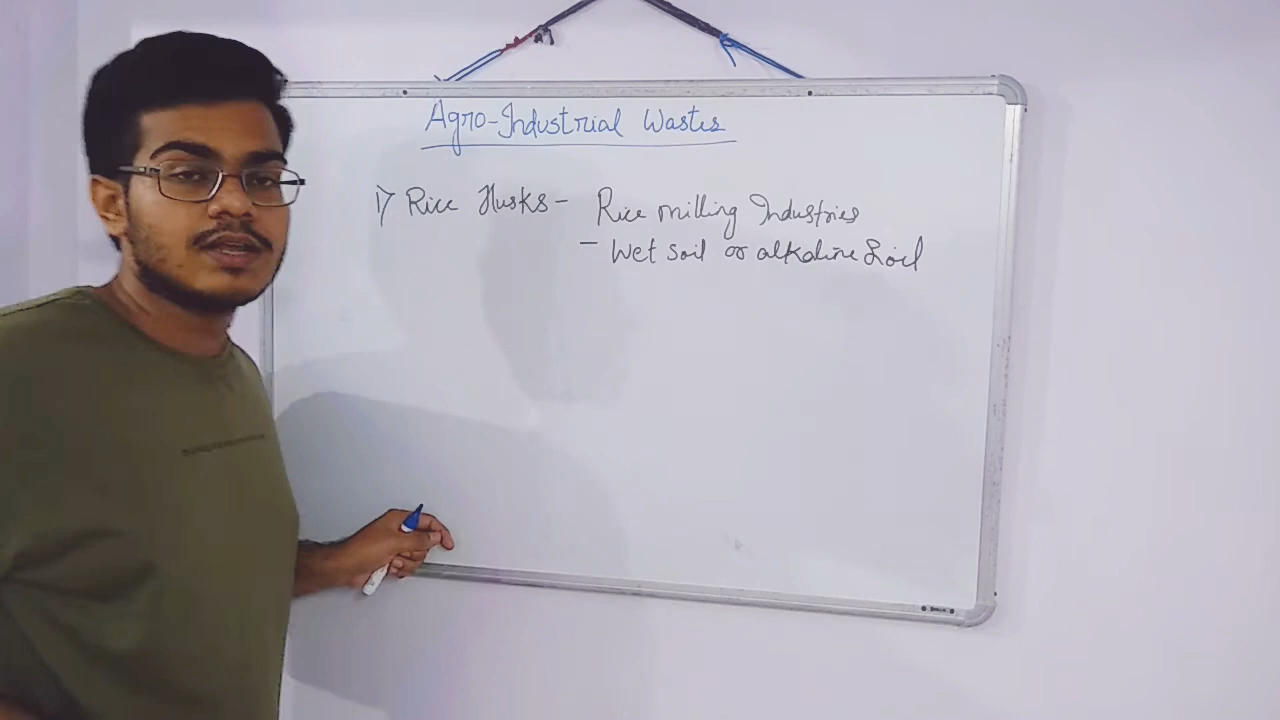 Agro-Industrial Wastes
1) Rice Husks - Rice milling Industries
- Wet soil or alkaline Soil